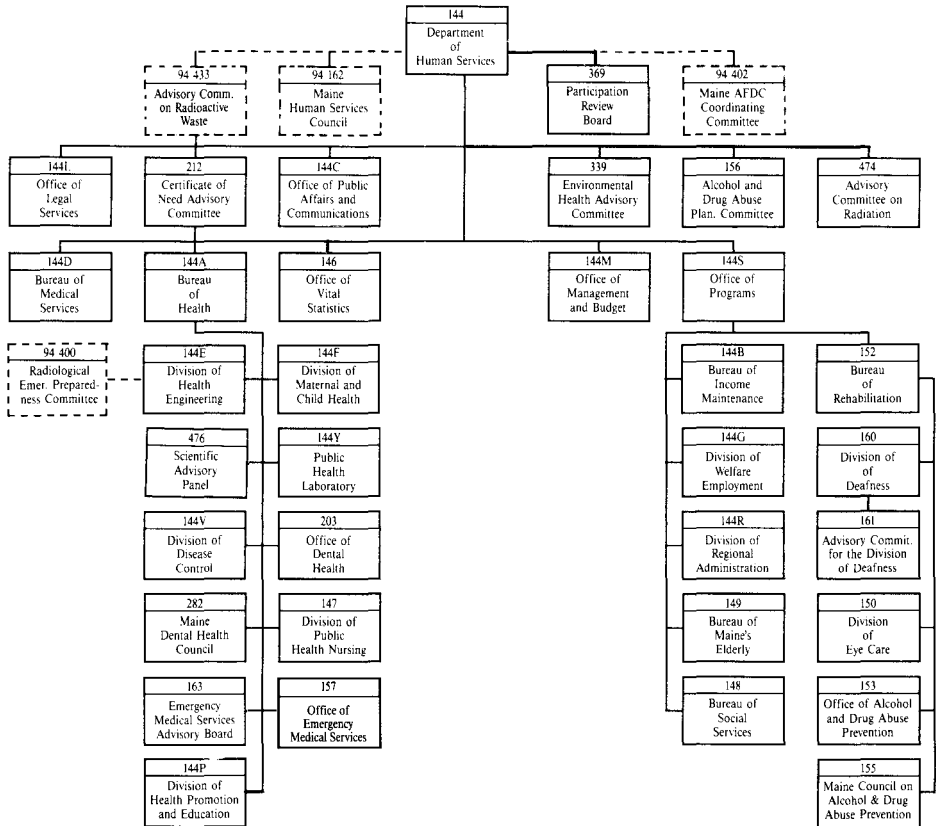 144
Department
of
Human Services
94 433
Advisory Comm.
on Radioactive
Waste
94 162
Maine
Human Services
Council
369
Participation
Review
Board
94 402
Maine AFDC
Coordinating
Committee
144L
Office of
Legal
Services
212
Certificate of
Need Advisory
Committee
144C
Office of Public
Affairs and
Communications
339
Environmental
Health Advisory
Committee
156
Alcohol and
Drug Abuse
Plan. Committee
474
Advisory
Committee on
Radiation
144D
Bureau of
Medical
Services
144A
Bureau
of
Health
146
Office of
Vital
Statistics
144M
Office of
Management
and Budget
144S
Office of
Programs
94 400
Radiological
Emer. Prepared-
ness Committee
144E
Division of
Health
Engineering
144F
Division of
Maternal and
Child Health
144B
Bureau of
Income
Maintenance
152
Bureau
of
Rehabilitation
476
Scientific
Advisory
Panel
144Y
Public
Health
Laboratory
144G
Division of
Welfare
Employment
160
Division of
of
Deafness
144V
Division of
Disease
Control
203
Office of
Dental
Health
144R
Division of
Regional
Administration
161
Advisory Commit.
for the Division
of Deafness
282
Maine
Dental Health
Council
147
Division of
Public
Health Nursing
149
Bureau of
Maine's
Elderly
150
Division
of
Eye Care
163
Emergency
Medical Services
Advisory Board
157
Office of
Emergency
Medical Services
148
Bureau of
Social
Services
153
Office of Alcohol
and Drug Abuse
Prevention
144P
Division of
Health Promotion
and Education
155
Maine Council on
Alcohol & Drug
Abuse Prevention